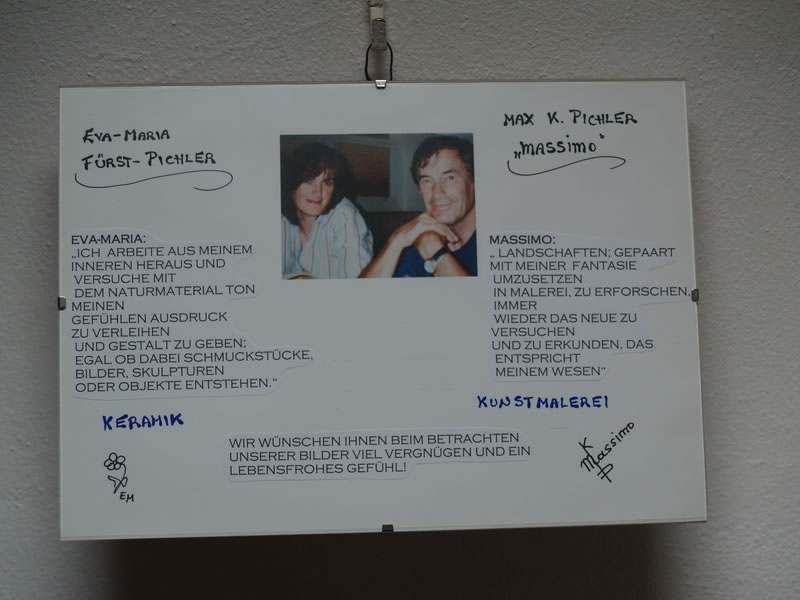 EVA-MARIA
FÜRST-PICHLER
MAX K. PICHLER
„MASSIMO"
EVA-MARIA:
„ICH ARBEITE AUS MEINEM
INNEREN HERAUS UND
VERSUCHE MIT
DEM NATURMATERIAL TON
MEINEN
GEFÜHLEN AUSDRUCK
ZU VERLEIHEN
UND GESTALT ZU GEBEN;
EGAL OB DABEI SCHMUCKSTÜCKE,
BILDER, SKULPTUREN
ODER OBJEKTE ENTSTEHEN."
KERAMIK
EM
MASSIMO:
„ LANDSCHAFTEN; GEPAART
MIT MEINER FANTASIE
UMZUSETZEN
IN MALEREI, ZU ERFORSCHEN,
IMMER
WIEDER DAS NEUE ZU
VERSUCHEN
UND ZU ERKUNDEN, DAS
ENTSPRICHT
MEINEM WESEN"
KUNSTMALEREI
K
Massimo
P
WIR WÜNSCHEN IHNEN BEIM BETRACHTEN
UNSERER BILDER VIEL VERGNÜGEN UND EIN
LEBENSFROHES GEFÜHL!